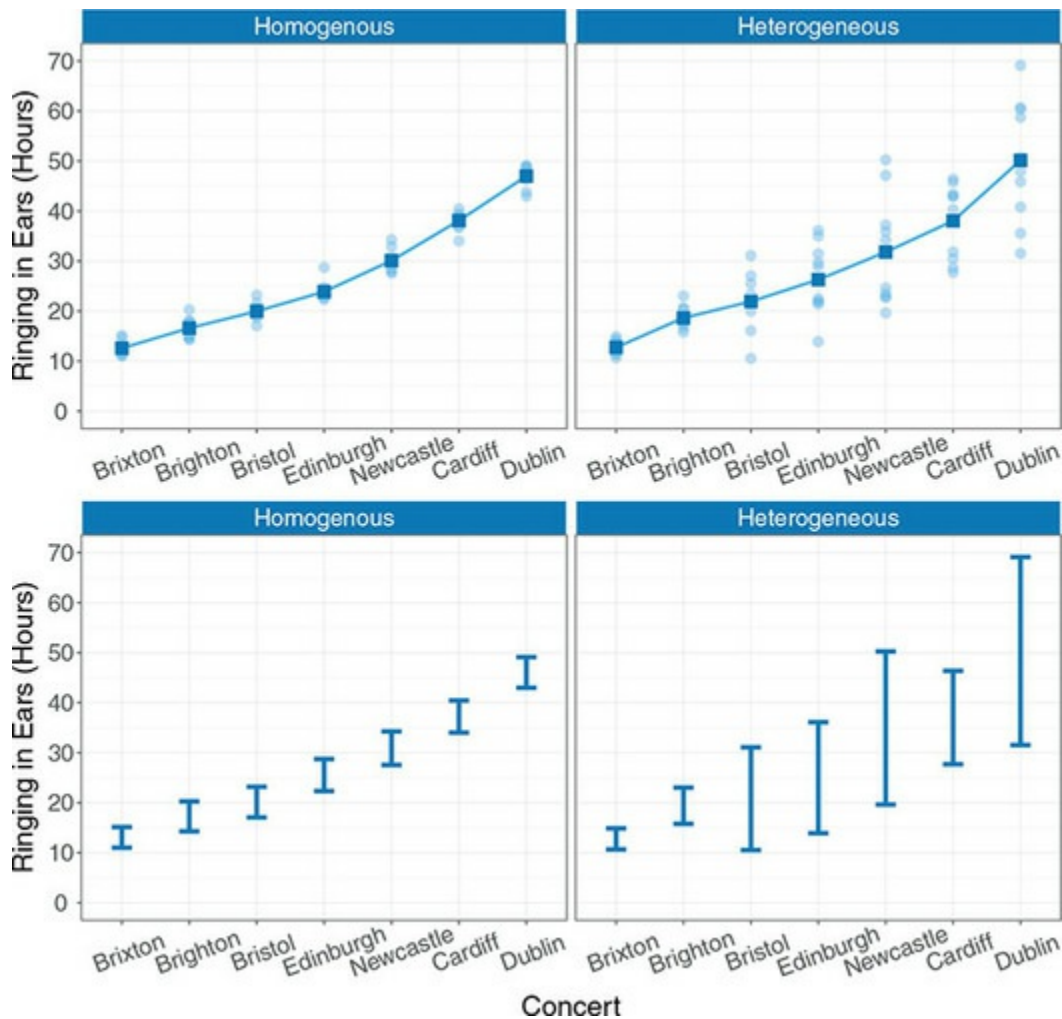 Homogenous
Heterogeneous
Ringing in Ears (Hours)
70
60
50
40
30
20
10
0
Brixton
Brighton
Bristol
Edinburgh
Newcastle
Cardiff
Dublin
Brixton
Brighton
Bristol
Edinburgh
Newcastle
Cardiff
Dublin
Homogenous
Heterogeneous
Ringing in Ears (Hours)
70
60
50
40
30
20
10
0
Brixton
Brighton
Bristol
Edinburgh
Newcastle
Cardiff
Dublin
Brixton
Brighton
Bristol
Edinburgh
Newcastle
Cardiff
Dublin
Concert